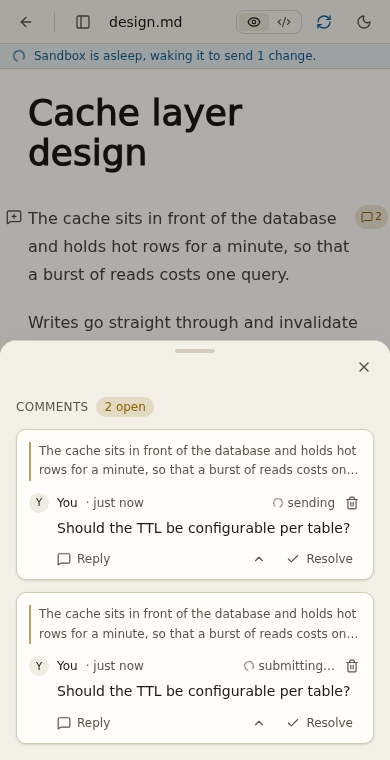 design.md
Sandbox is asleep, waking it to send 1 change.
Cache layer
design
The cache sits in front of the database
2
and holds hot rows for a minute, so that
a burst of reads costs one query.
Writes go straight through and invalidate
COMMENTS 2 open
The cache sits in front of the database and holds hot
rows for a minute, so that a burst of reads costs on…
Y You · just now sending
Should the TTL be configurable per table?
Reply Resolve
The cache sits in front of the database and holds hot
rows for a minute, so that a burst of reads costs on…
Y You · just now submitting…
Should the TTL be configurable per table?
Reply Resolve